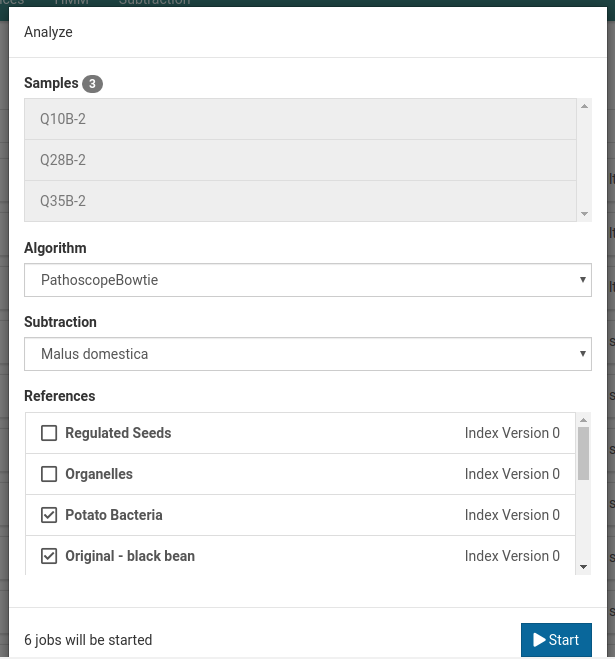 HMM Subtraction
Analyze
Samples 3
Q10B-2
Q28B-2
Q35B-2
Algorithm
PathoscopeBowtie
Subtraction
Malus domestica
References
Regulated Seeds Index Version 0
Organelles Index Version 0
Potato Bacteria Index Version 0
Original - black bean Index Version 0
6 jobs will be started Start